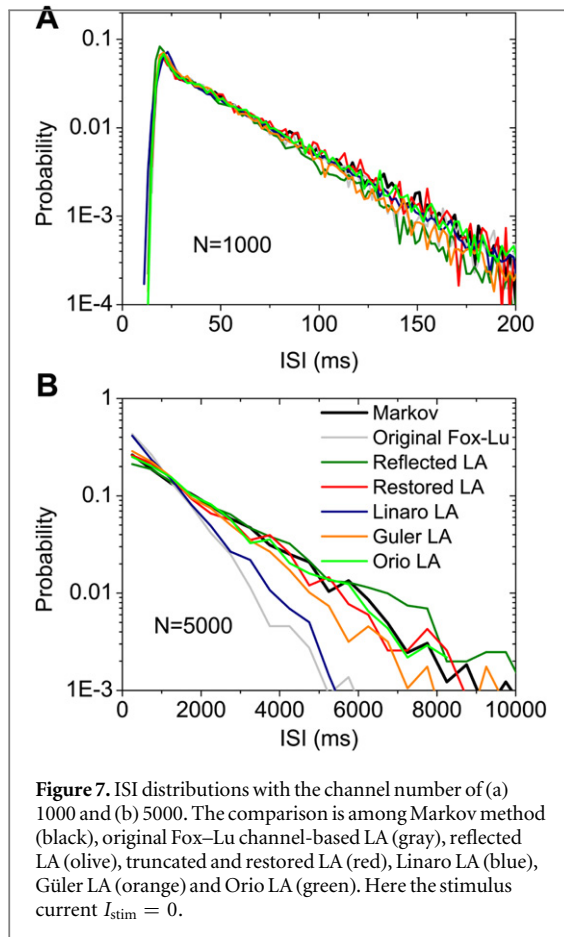 A
0.1
0.01
1E-3
1E-4
Probability
N=1000
0 50 100 150 200
ISI (ms)
B
1
0.1
0.01
1E-3
Probability
Markov
Original Fox-Lu
Reflected LA
Restored LA
Linaro LA
Guler LA
Orio LA
N=5000
0 2000 4000 6000 8000 10000
ISI (ms)
Figure 7. ISI distributions with the channel number of (a)
1000 and (b) 5000. The comparison is among Markov method
(black), original Fox–Lu channel-based LA (gray), reflected
LA (olive), truncated and restored LA (red), Linaro LA (blue),
Güler LA (orange) and Orio LA (green). Here the stimulus
current I_stim = 0.